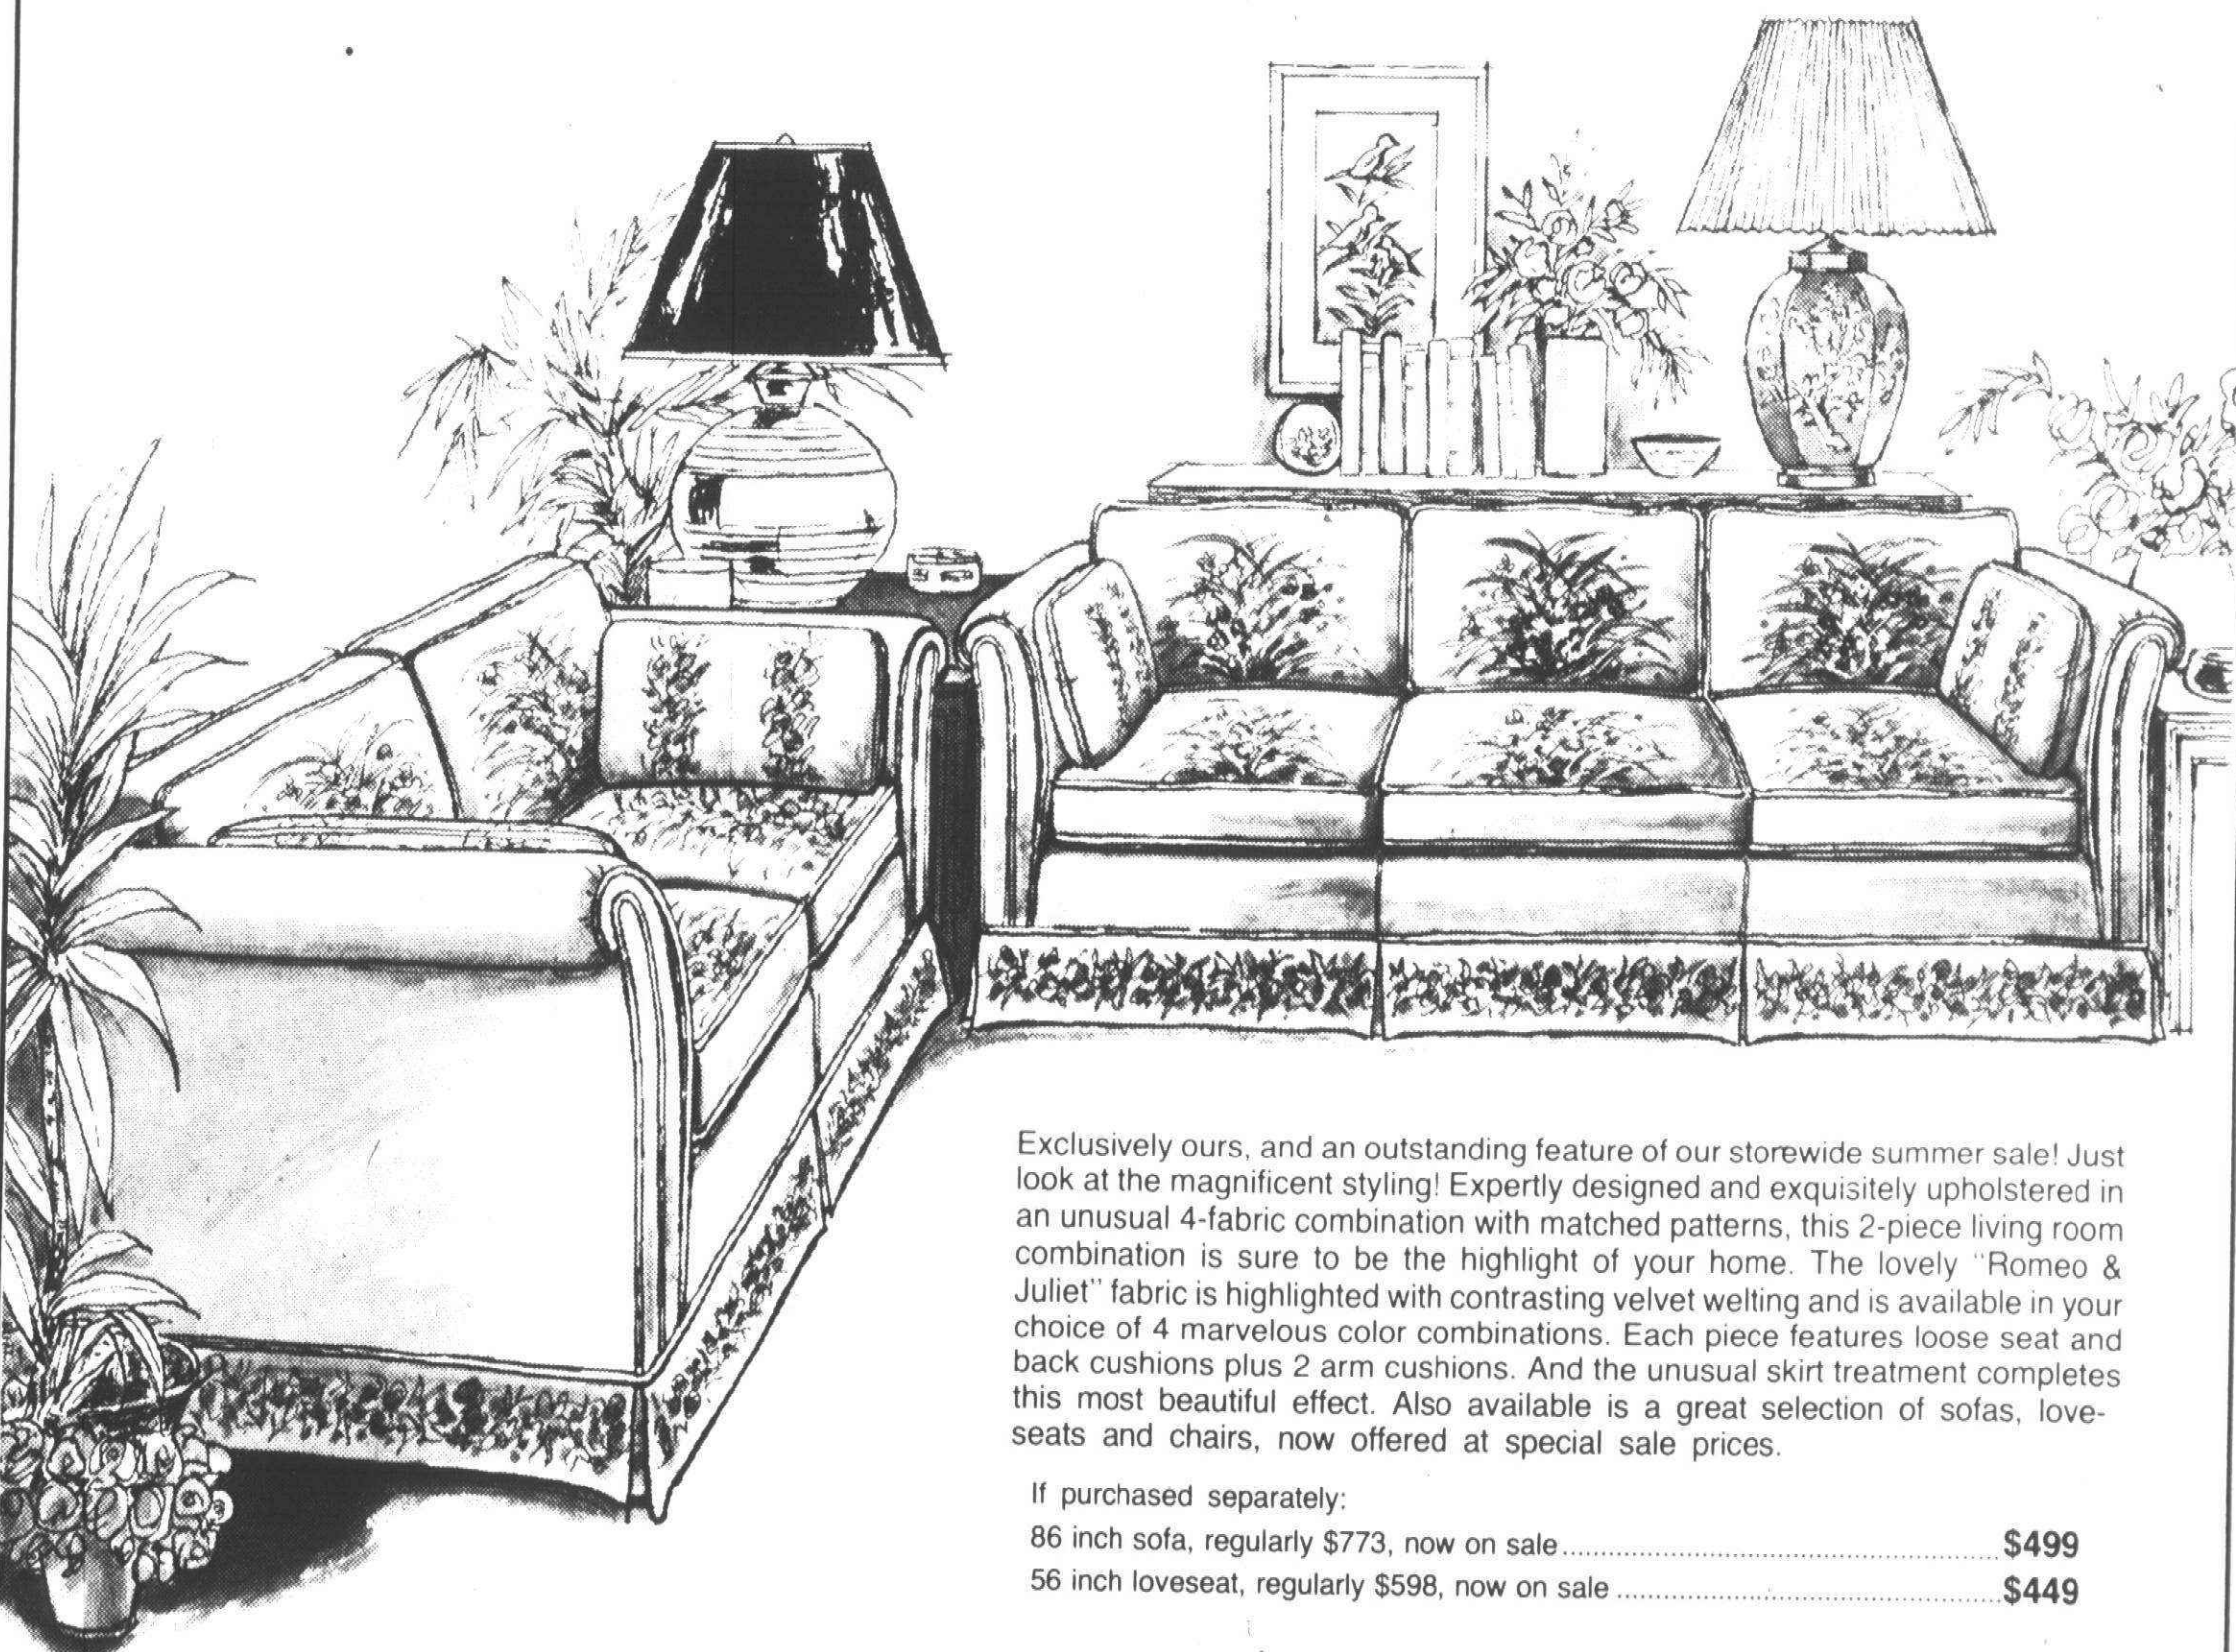 Exclusively ours, and an outstanding feature of our storewide summer sale! Just
look at the magnificent styling! Expertly designed and exquisitely upholstered in
an unusual 4-fabric combination with matched patterns, this 2-piece living room
combination is sure to be the highlight of your home. The lovely "Romeo &
Juliet" fabric is highlighted with contrasting velvet welting and is available in your
choice of 4 marvelous color combinations. Each piece features loose seat and
back cushions plus 2 arm cushions. And the unusual skirt treatment completes
this most beautiful effect. Also available is a great selection of sofas, love-
seats and chairs, now offered at special sale prices.
If purchased separately:
86 inch sofa, regularly $773, now on sale..........$499
56 inch loveseat, regularly $598, now on sale..........$449